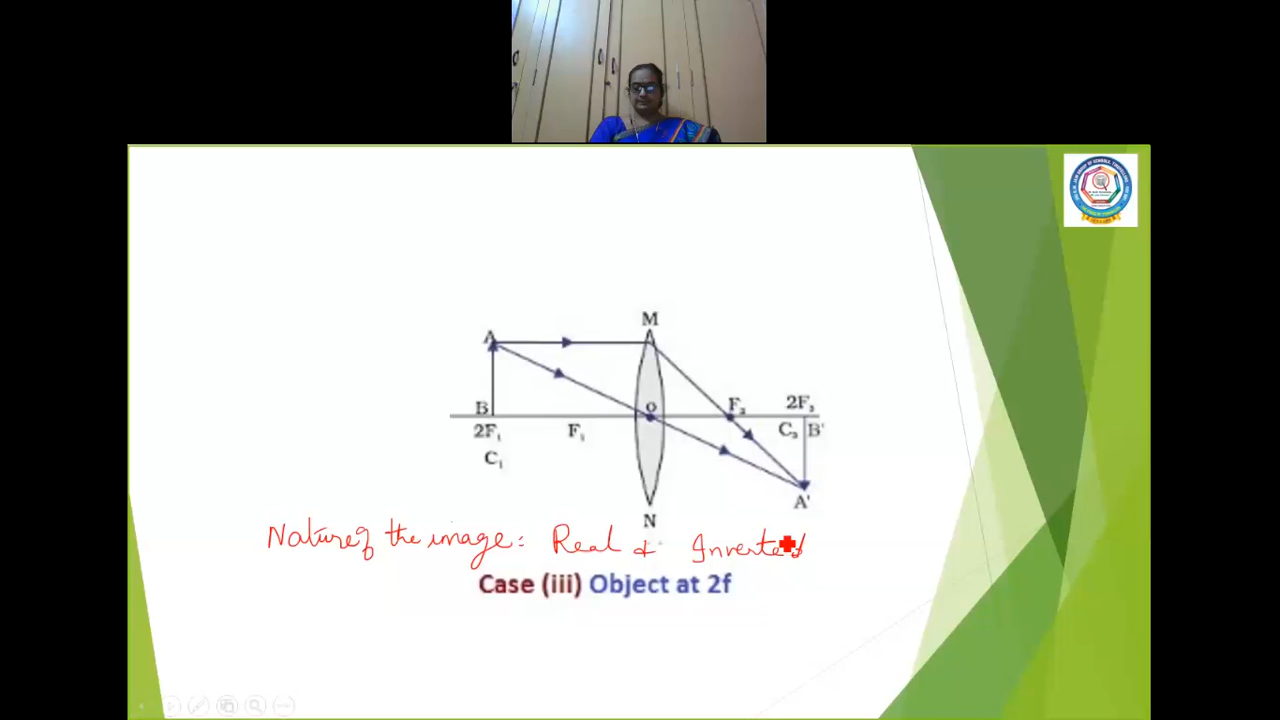 M
A
B O F₂ 2F₂
2F₁ F₁ C₂ B'
C₁
A'
N
Nature of the image: Real & Inverted
Case (iii) Object at 2f